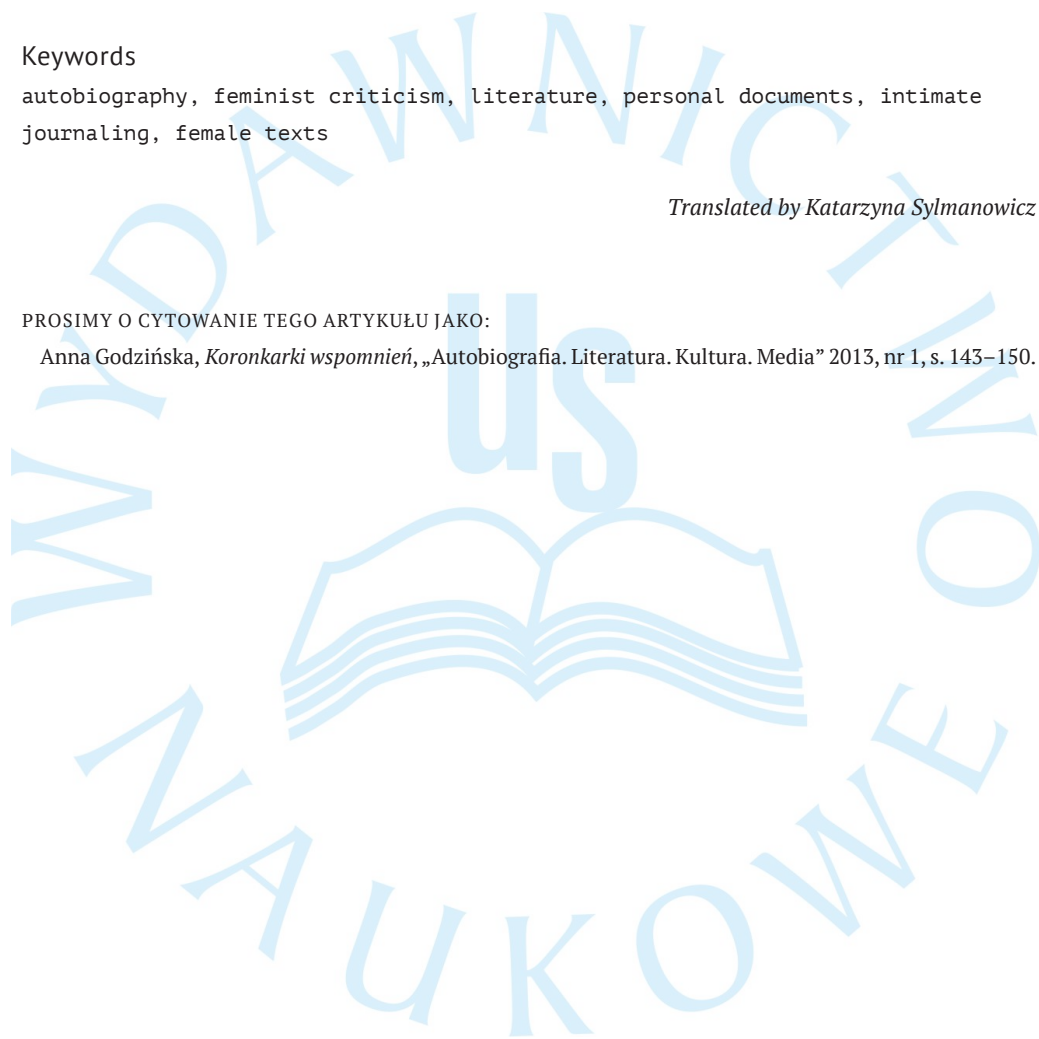 Keywords
autobiography, feminist criticism, literature, personal documents, intimate
journaling, female texts
Translated by Katarzyna Sylmanowicz
PROSIMY O CYTOWANIE TEGO ARTYKUŁU JAKO:
Anna Godzińska, Koronkarki wspomnień, „Autobiografia. Literatura. Kultura. Media” 2013, nr 1, s. 143–150.
WYDAWNICTWO
us
NAUKOWE